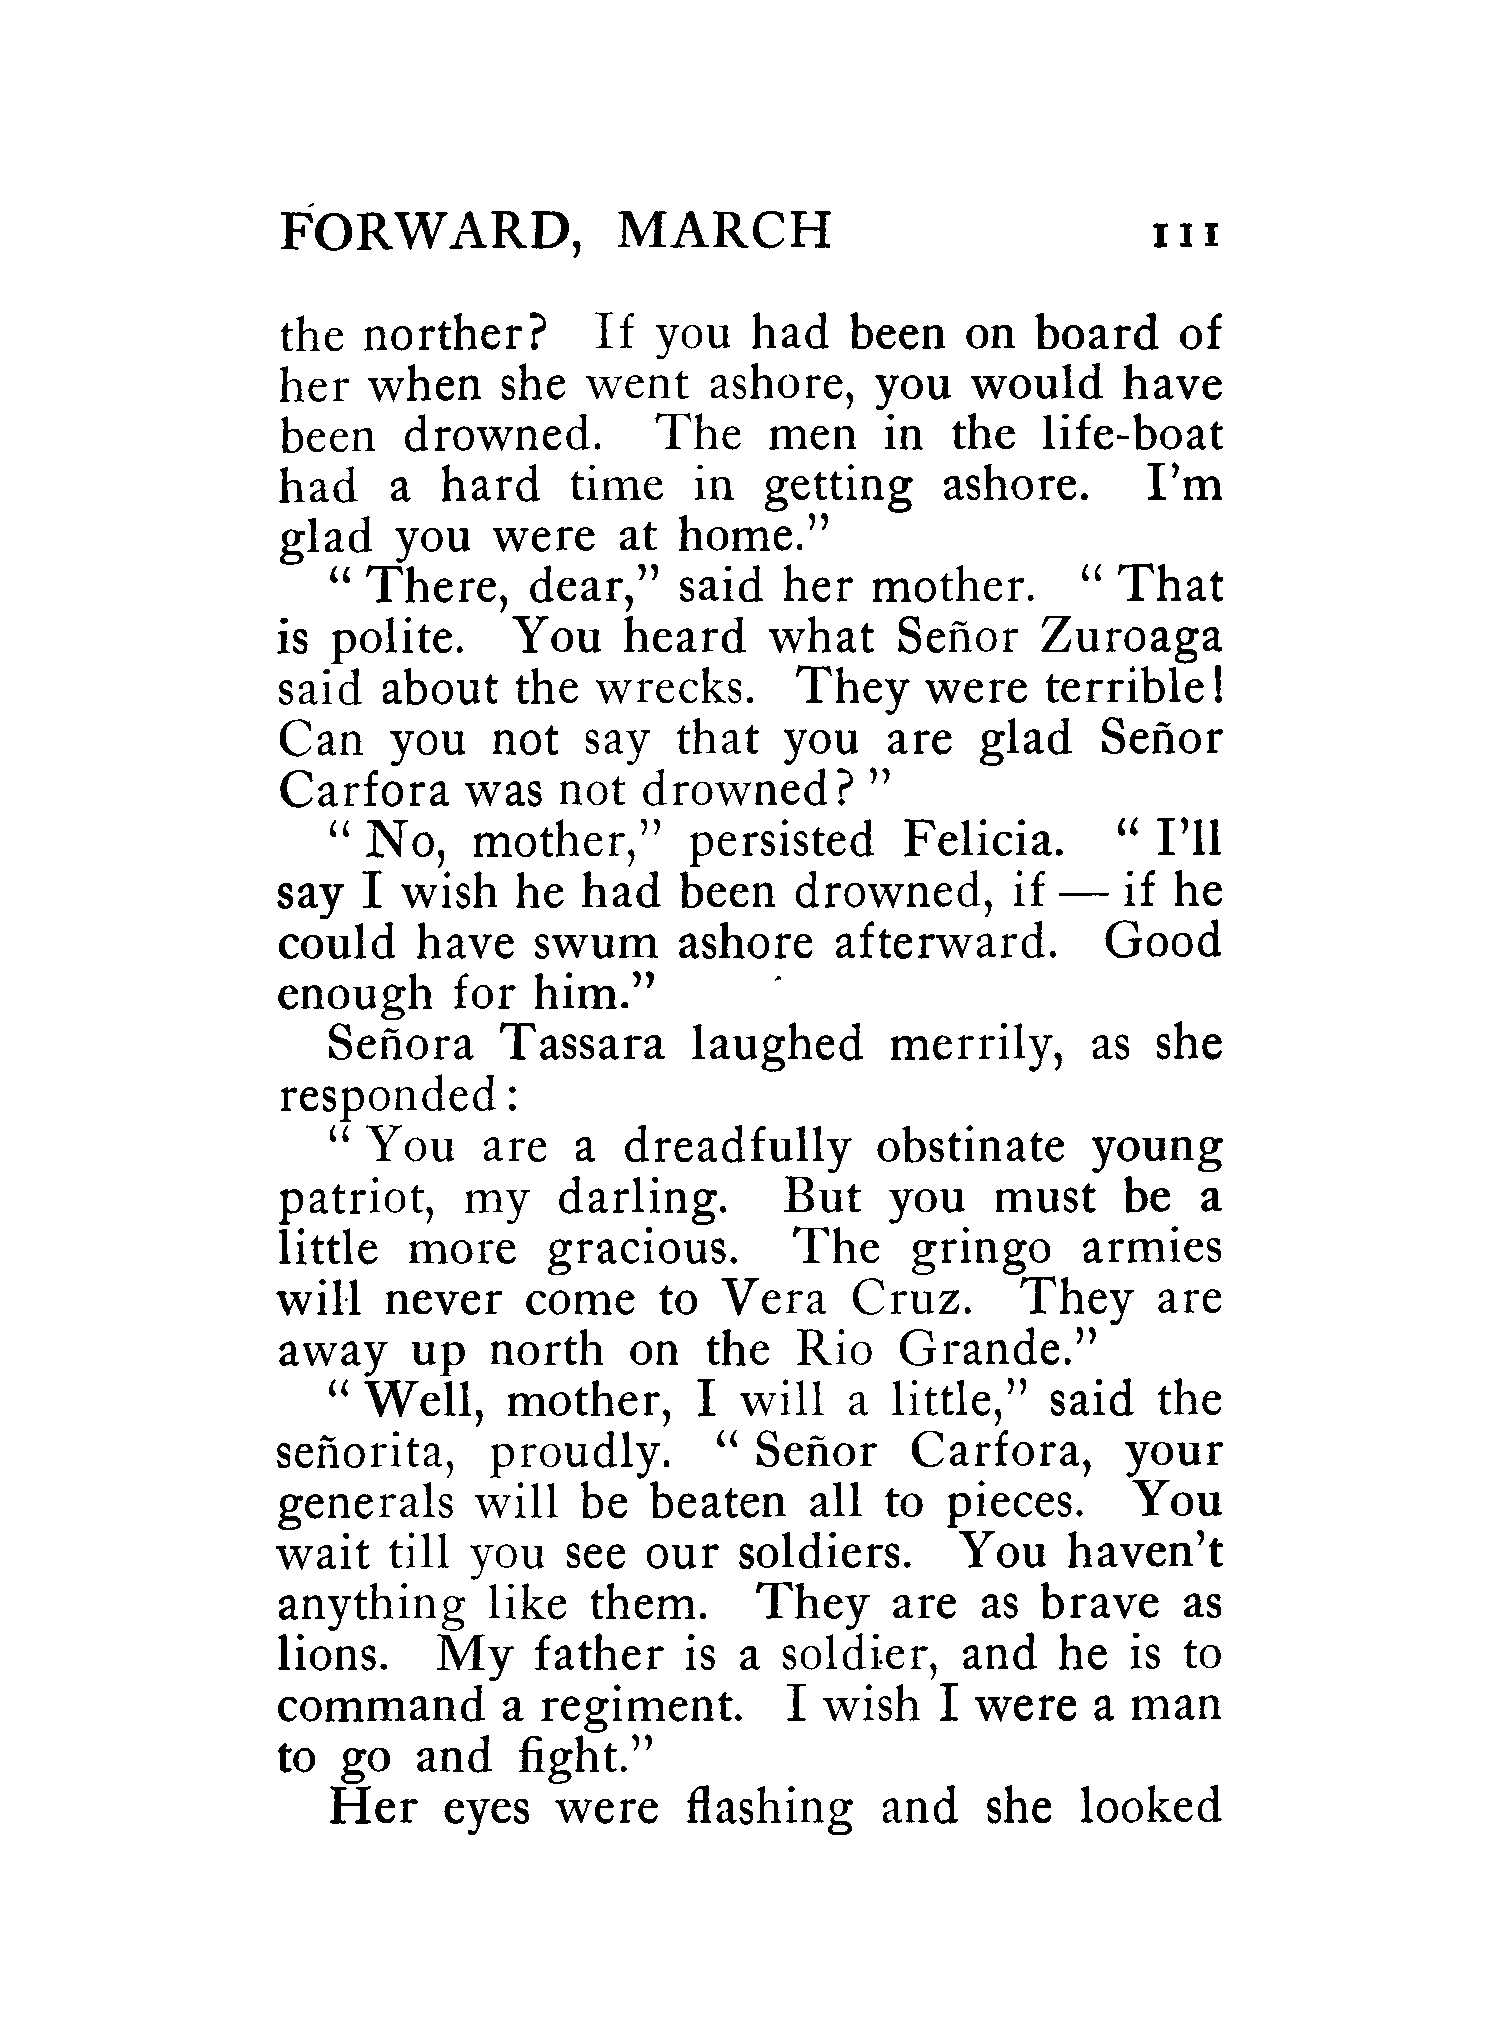 FORWARD, MARCH 111
the norther? If you had been on board of
her when she went ashore, you would have
been drowned. The men in the life-boat
had a hard time in getting ashore. I'm
glad you were at home."
" There, dear," said her mother. " That
is polite. You heard what Señor Zuroaga
said about the wrecks. They were terrible!
Can you not say that you are glad Señor
Carfora was not drowned? "
" No, mother," persisted Felicia. " I'll
say I wish he had been drowned, if — if he
could have swum ashore afterward. Good
enough for him."
Señora Tassara laughed merrily, as she
responded:
" You are a dreadfully obstinate young
patriot, my darling. But you must be a
little more gracious. The gringo armies
will never come to Vera Cruz. They are
away up north on the Rio Grande."
" Well, mother, I will a little," said the
señorita, proudly. " Señor Carfora, your
generals will be beaten all to pieces. You
wait till you see our soldiers. You haven't
anything like them. They are as brave as
lions. My father is a soldier, and he is to
command a regiment. I wish I were a man
to go and fight."
Her eyes were flashing and she looked